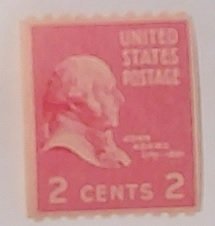 UNITED
STATES
POSTAGE
JOHN
ADAMS
2 CENTS 2